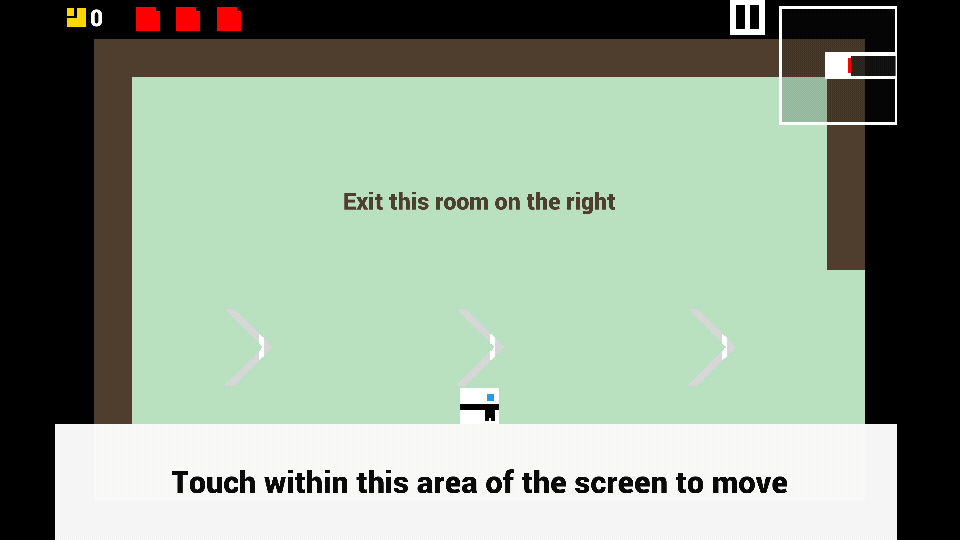 0
Exit this room on the right
Touch within this area of the screen to move